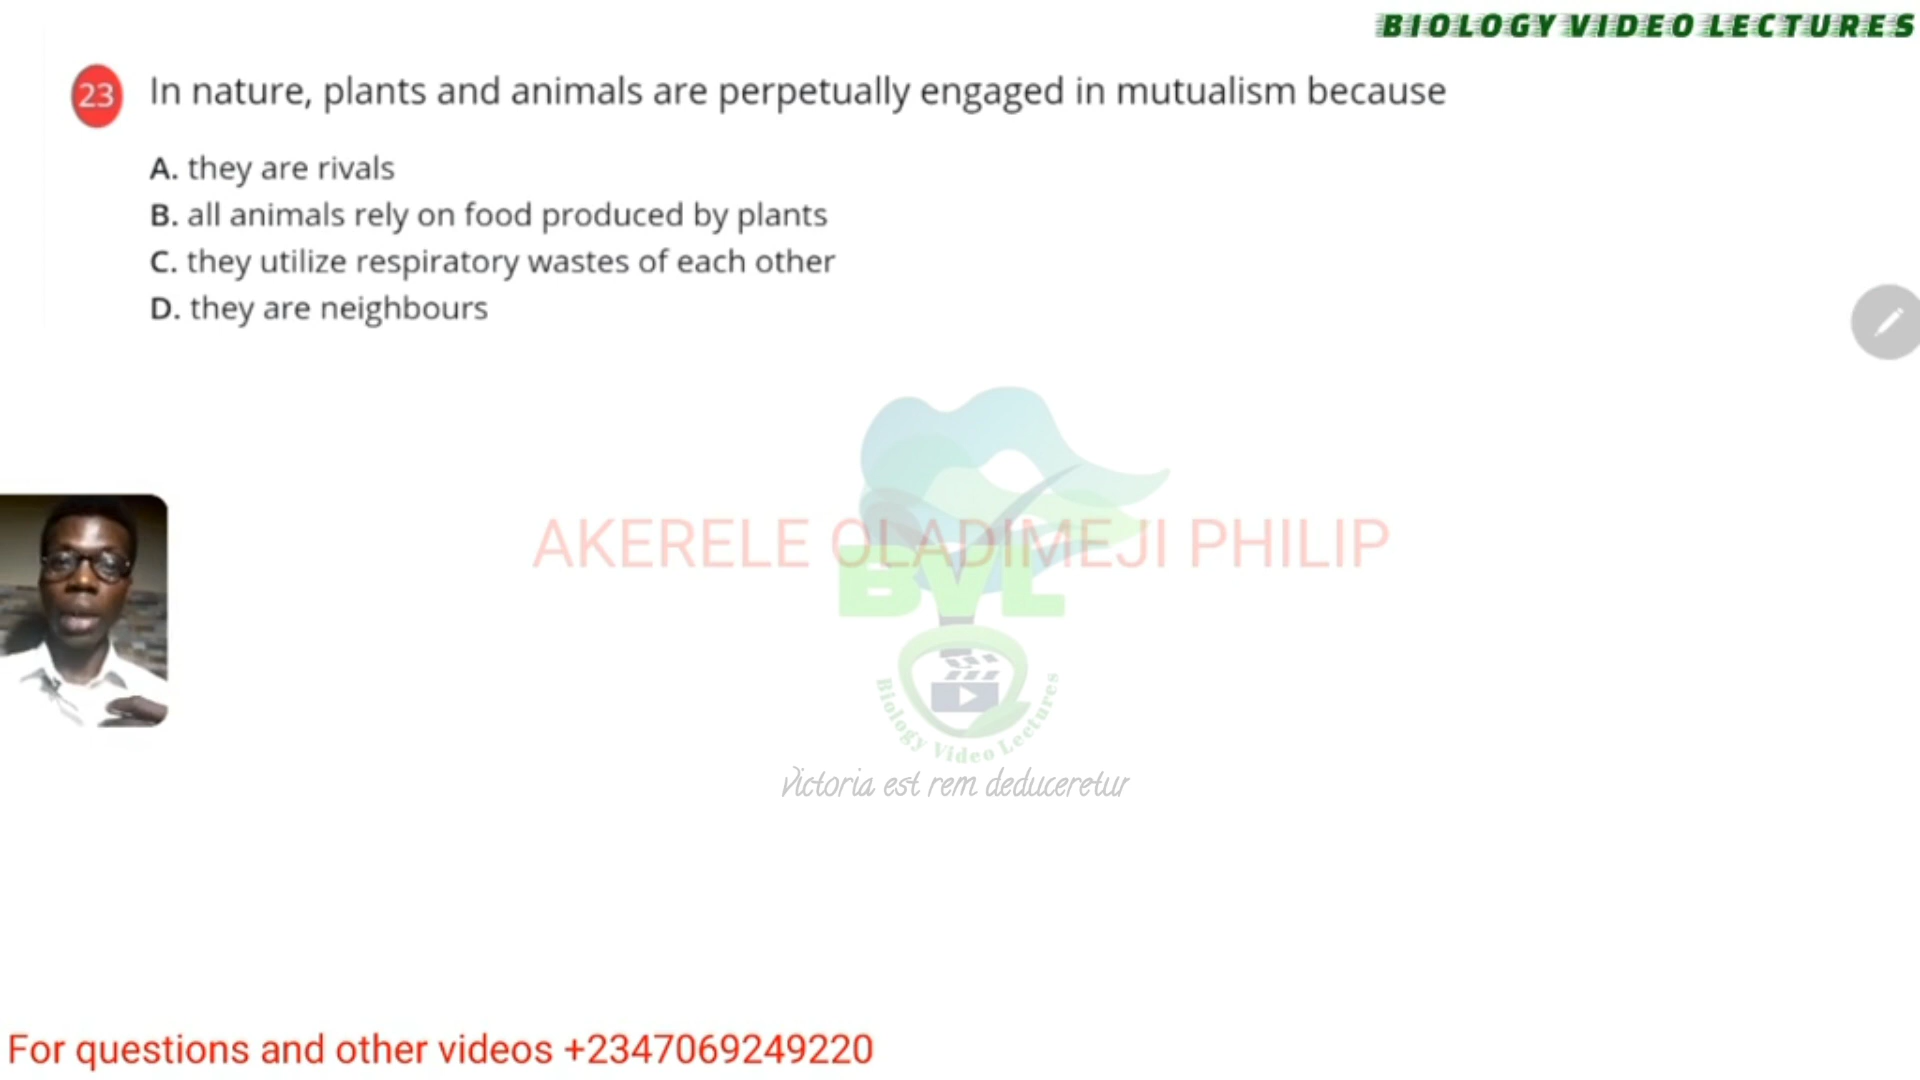 BIOLOGY VIDEO LECTURES
23 In nature, plants and animals are perpetually engaged in mutualism because
A. they are rivals
B. all animals rely on food produced by plants
C. they utilize respiratory wastes of each other
D. they are neighbours
AKERELE OLADIMEJI PHILIP
BVL
Biology Video Lectures
Victoria est rem deduceretur
For questions and other videos +2347069249220